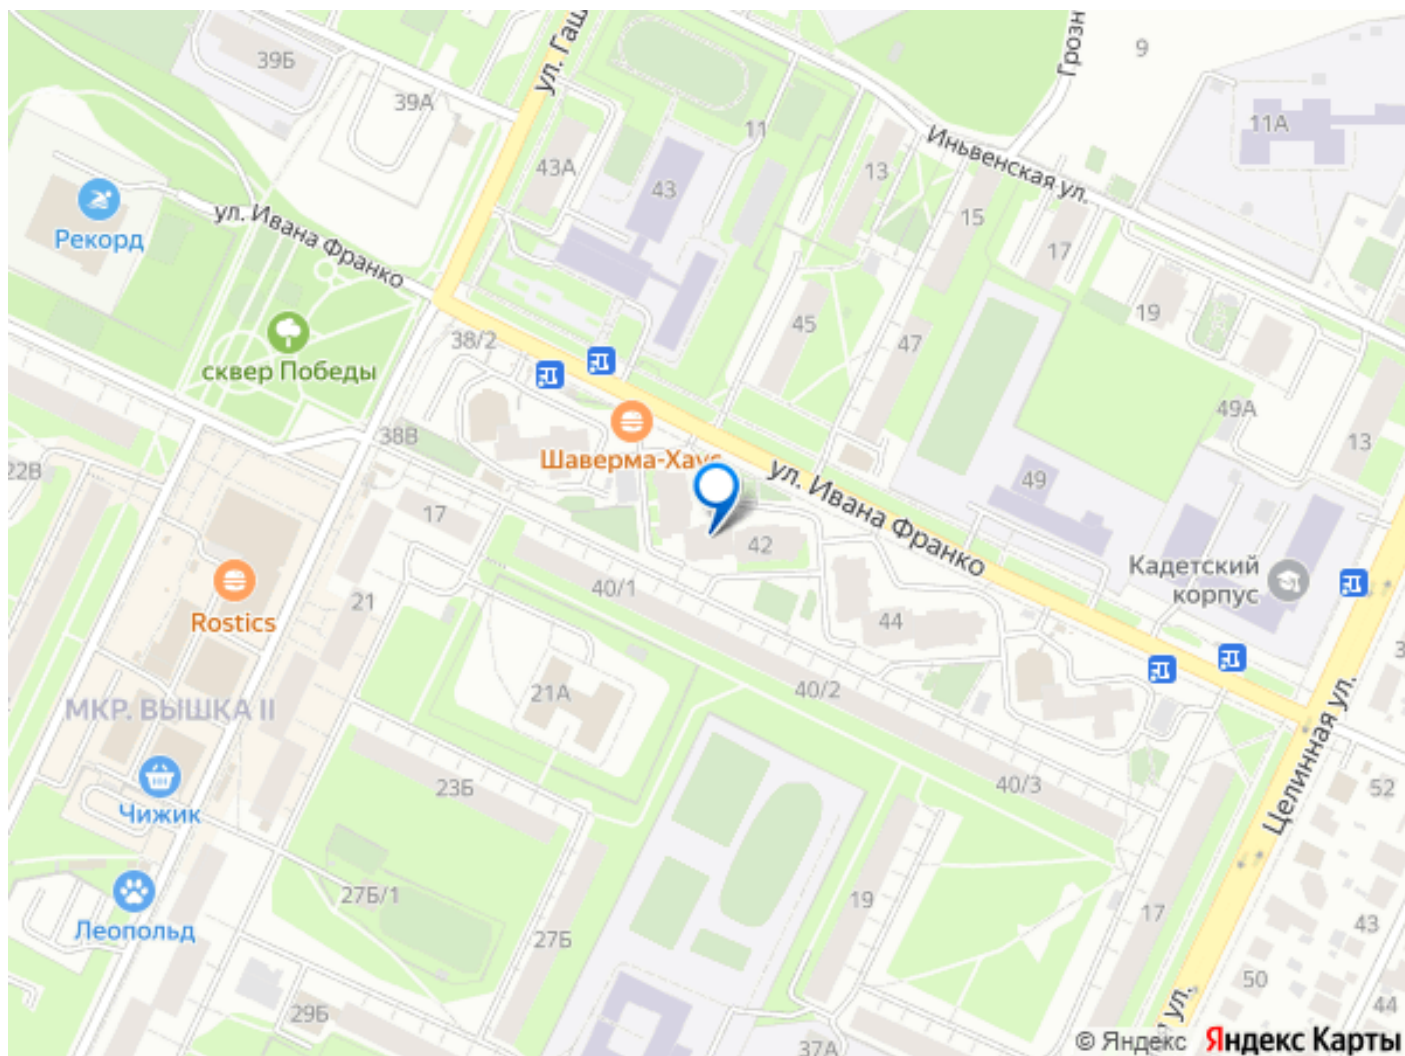 39Б
ул. Гаш
Грозн
9
39А
11
11А
43А
43
13
Иньвенская ул.
ул. Ивана Франко
Рекорд
15
17
19
45
47
38/2
сквер Победы
49А
13
38В
Шаверма-Хаус
22В
17
ул. Ивана Франко
49
42
Кадетский
корпус
40/1
21
Rostics
44
21А
40/2
МКР. ВЫШКА II
Целинная ул.
3
23Б
40/3
52
Чижик
27Б/1
19
17
Леопольд
27Б
43
50
44
29Б
37А
ул.
© Яндекс Яндекс Карты